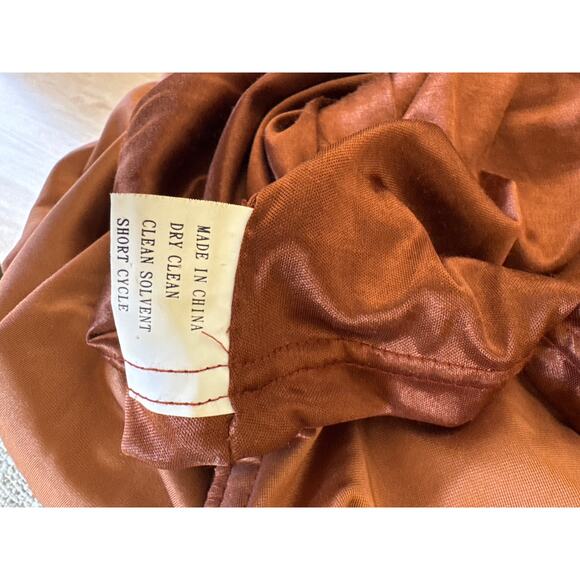 MADE IN CHINA
DRY CLEAN
CLEAN SOLVENT
SHORT CYCLE